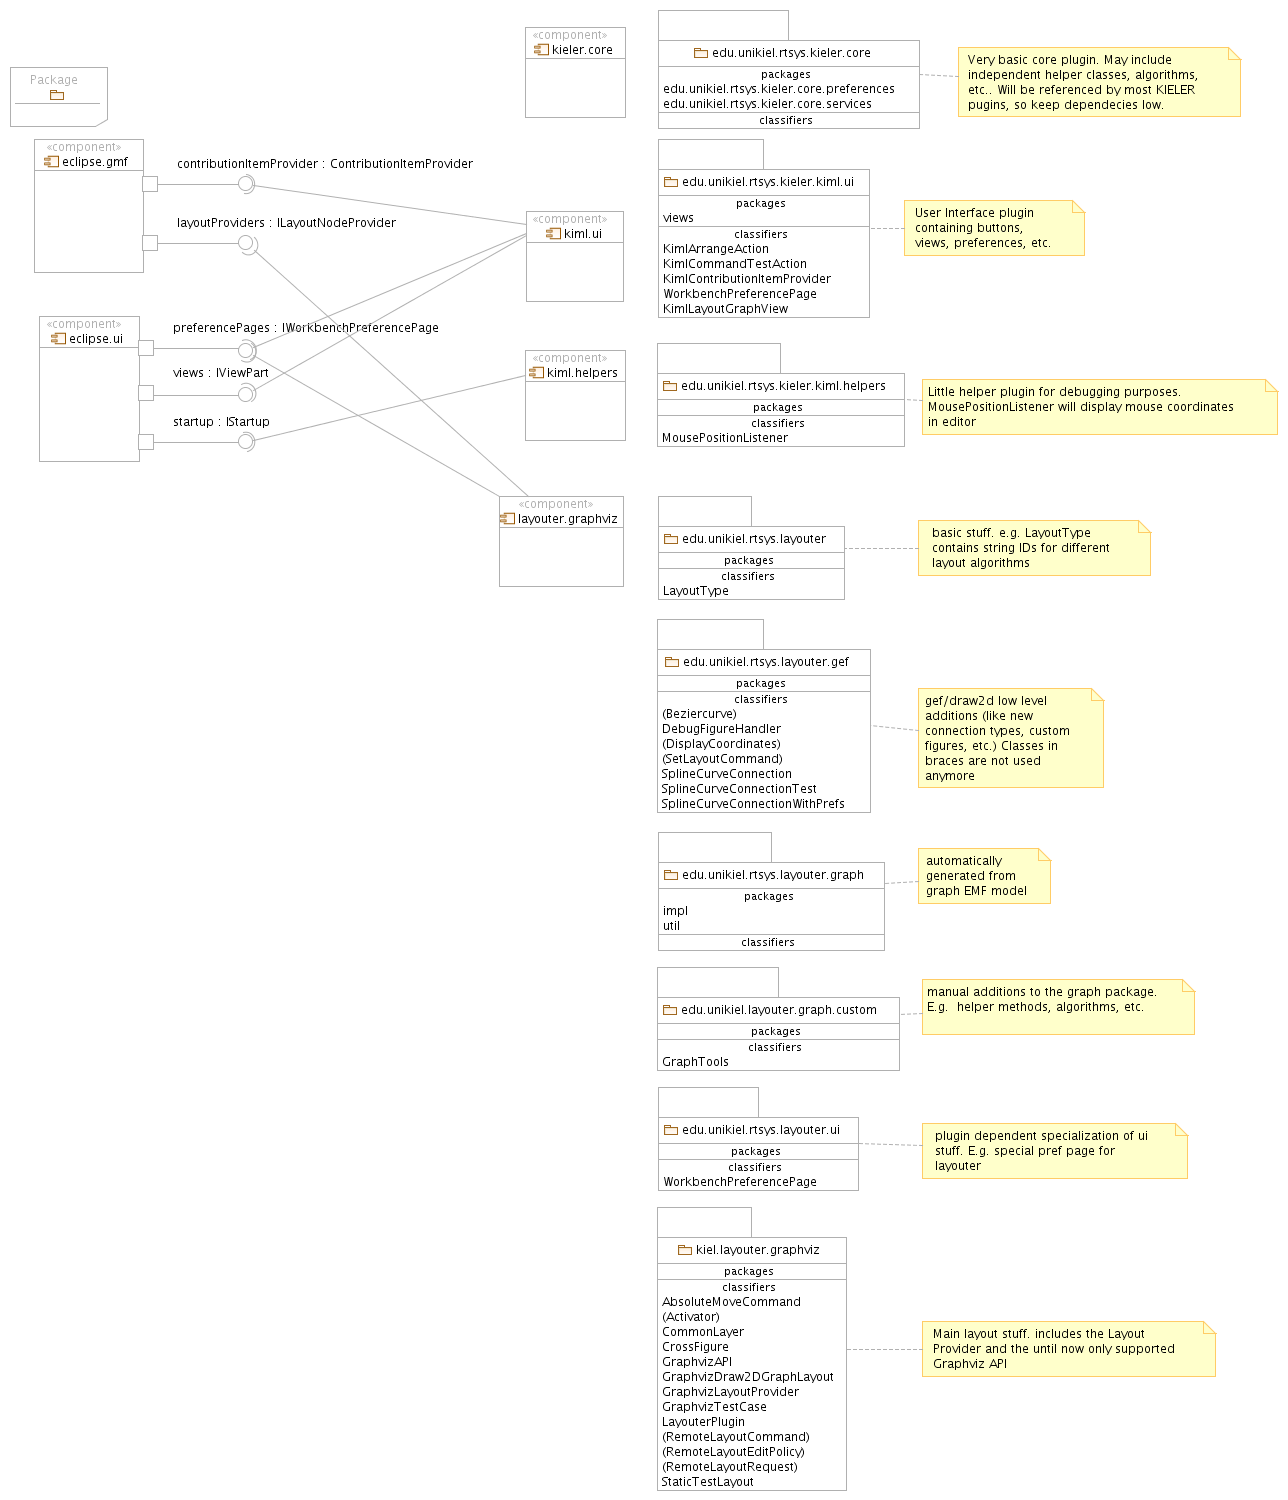 Package
«component»
eclipse.gmf
contributionItemProvider : ContributionItemProvider
layoutProviders : ILayoutNodeProvider
«component»
eclipse.ui
preferencePages : IWorkbenchPreferencePage
views : IViewPart
startup : IStartup
«component»
kieler.core
«component»
kiml.ui
«component»
kiml.helpers
«component»
layouter.graphviz
edu.unikiel.rtsys.kieler.core
packages
edu.unikiel.rtsys.kieler.core.preferences
edu.unikiel.rtsys.kieler.core.services
classifiers
Very basic core plugin. May include
independent helper classes, algorithms,
etc.. Will be referenced by most KIELER
pugins, so keep dependecies low.
edu.unikiel.rtsys.kieler.kiml.ui
packages
views
classifiers
KimlArrangeAction
KimlCommandTestAction
KimlContributionItemProvider
WorkbenchPreferencePage
KimlLayoutGraphView
User Interface plugin
containing buttons,
views, preferences, etc.
edu.unikiel.rtsys.kieler.kiml.helpers
packages
classifiers
MousePositionListener
Little helper plugin for debugging purposes.
MousePositionListener will display mouse coordinates
in editor
edu.unikiel.rtsys.layouter
packages
classifiers
LayoutType
basic stuff. e.g. LayoutType
contains string IDs for different
layout algorithms
edu.unikiel.rtsys.layouter.gef
packages
classifiers
(Beziercurve)
DebugFigureHandler
(DisplayCoordinates)
(SetLayoutCommand)
SplineCurveConnection
SplineCurveConnectionTest
SplineCurveConnectionWithPrefs
gef/draw2d low level
additions (like new
connection types, custom
figures, etc.) Classes in
braces are not used
anymore
edu.unikiel.rtsys.layouter.graph
packages
impl
util
classifiers
automatically
generated from
graph EMF model
edu.unikiel.layouter.graph.custom
packages
classifiers
GraphTools
manual additions to the graph package.
E.g. helper methods, algorithms, etc.
edu.unikiel.rtsys.layouter.ui
packages
classifiers
WorkbenchPreferencePage
plugin dependent specialization of ui
stuff. E.g. special pref page for
layouter
kiel.layouter.graphviz
packages
classifiers
AbsoluteMoveCommand
(Activator)
CommonLayer
CrossFigure
GraphvizAPI
GraphvizDraw2DGraphLayout
GraphvizLayoutProvider
GraphvizTestCase
LayouterPlugin
(RemoteLayoutCommand)
(RemoteLayoutEditPolicy)
(RemoteLayoutRequest)
StaticTestLayout
Main layout stuff. includes the Layout
Provider and the until now only supported
Graphviz API